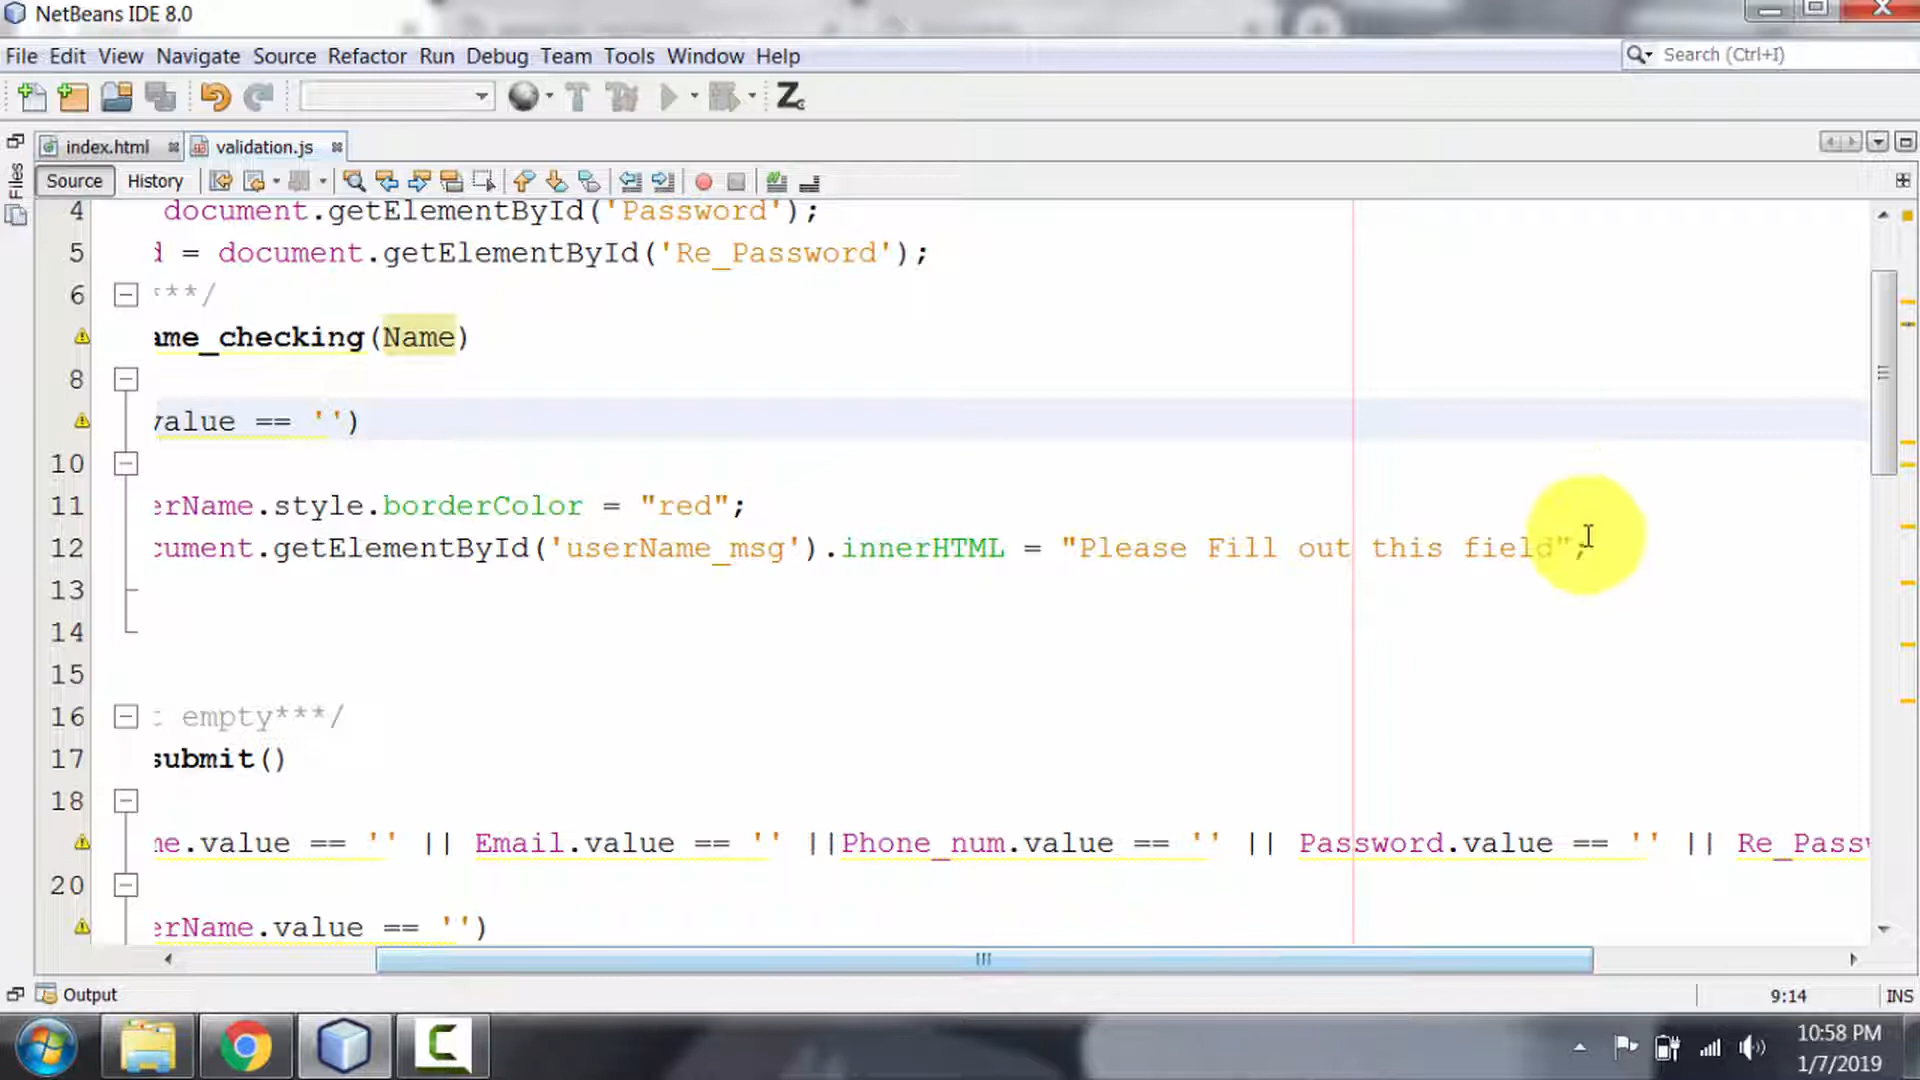 NetBeans IDE 8.0
File Edit View Navigate Source Refactor Run Debug Team Tools Window Help
Search (Ctrl+I)
index.html validation.js
Files
Source History
4 document.getElementById('Password');
5 d = document.getElementById('Re_Password');
6 ***/
ame_checking(Name)
8
value == '')
10
11 erName.style.borderColor = "red";
12 cument.getElementById('userName_msg').innerHTML = "Please Fill out this field";
13
14
15
16 t empty***/
17 submit()
18
me.value == '' || Email.value == '' ||Phone_num.value == '' || Password.value == '' || Re_Passw
20
erName.value == '')
Output
9:14 INS
10:58 PM
1/7/2019